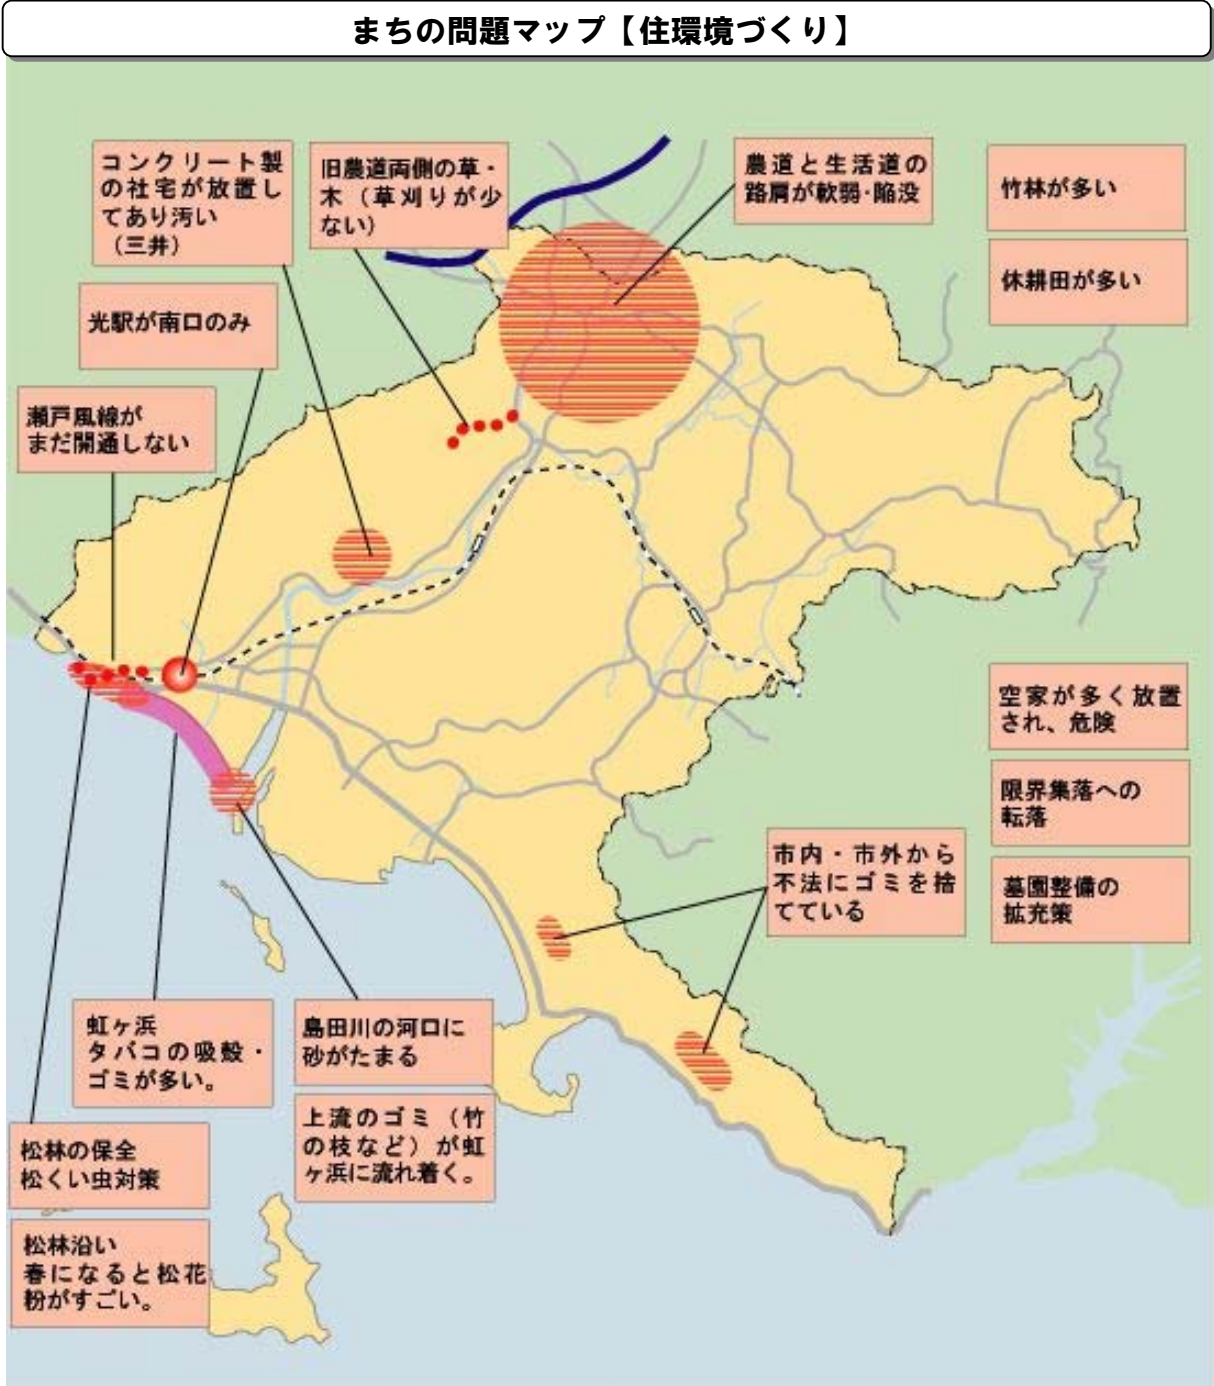 まちの問題マップ【住環境づくり】
コンクリート製
の社宅が放置し
てあり汚い
（三井）
旧農道両側の草・
木（草刈りが少
ない）
農道と生活道の
路肩が軟弱・陥没
竹林が多い
休耕田が多い
光駅が南口のみ
瀬戸風線が
まだ開通しない
空家が多く放置
され、危険
限界集落への
転落
墓園整備の
拡充策
市内・市外から
不法にゴミを捨
てている
虹ヶ浜
タバコの吸殻・
ゴミが多い。
島田川の河口に
砂がたまる
上流のゴミ（竹
の枝など）が虹
ヶ浜に流れ着く。
松林の保全
松くい虫対策
松林沿い
春になると松花
粉がすごい。